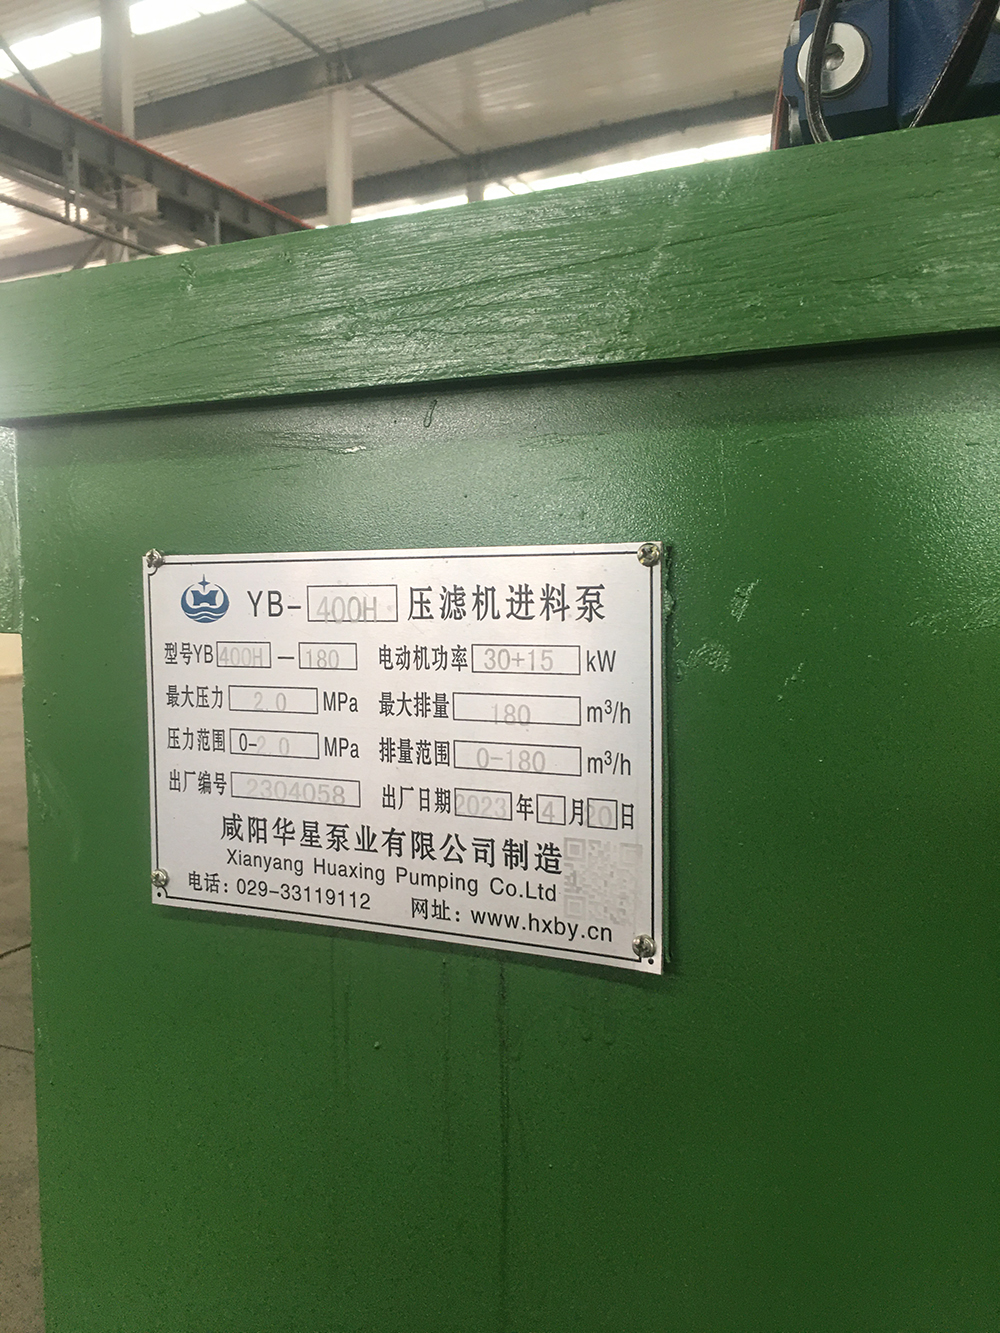 YB-400H 压滤机进料泵
型号YB 400H — 180 电动机功率 30+15 kW
最大压力 2.0 MPa 最大排量 180 m³/h
压力范围 0-2.0 MPa 排量范围 0-180 m³/h
出厂编号 2304058 出厂日期 2023 年 4 月 20 日
咸阳华星泵业有限公司制造
Xianyang Huaxing Pumping Co.Ltd
电话：029-33119112 网址：www.hxby.cn